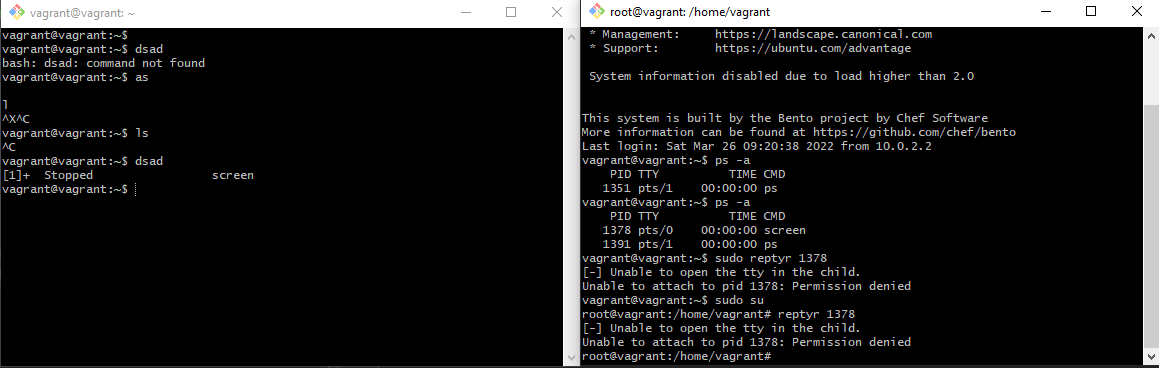 vagrant@vagrant: ~
vagrant@vagrant:~$
vagrant@vagrant:~$ dsad
bash: dsad: command not found
vagrant@vagrant:~$ as
l
^X^C
vagrant@vagrant:~$ ls
^C
vagrant@vagrant:~$ dsad
[1]+  Stopped                 screen
vagrant@vagrant:~$
root@vagrant: /home/vagrant
 * Management:     https://landscape.canonical.com
 * Support:        https://ubuntu.com/advantage
 System information disabled due to load higher than 2.0
This system is built by the Bento project by Chef Software
More information can be found at https://github.com/chef/bento
Last login: Sat Mar 26 09:20:38 2022 from 10.0.2.2
vagrant@vagrant:~$ ps -a
    PID TTY          TIME CMD
   1351 pts/1    00:00:00 ps
vagrant@vagrant:~$ ps -a
    PID TTY          TIME CMD
   1378 pts/0    00:00:00 screen
   1391 pts/1    00:00:00 ps
vagrant@vagrant:~$ sudo reptyr 1378
[-] Unable to open the tty in the child.
Unable to attach to pid 1378: Permission denied
vagrant@vagrant:~$ sudo su
root@vagrant:/home/vagrant# reptyr 1378
[-] Unable to open the tty in the child.
Unable to attach to pid 1378: Permission denied
root@vagrant:/home/vagrant#